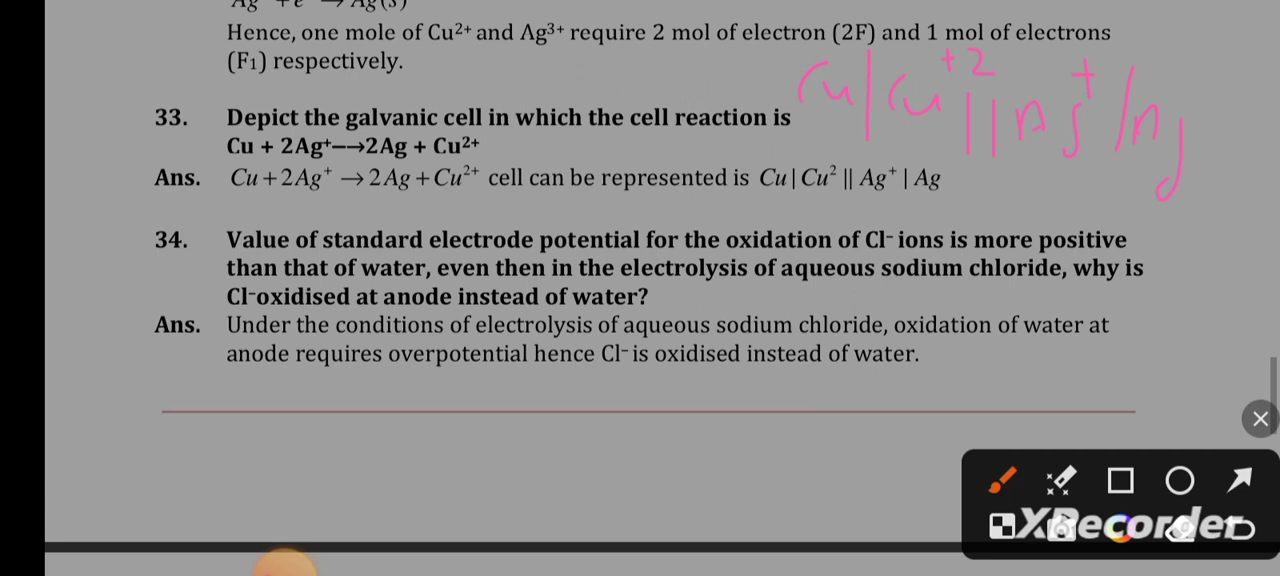 Hence, one mole of Cu²⁺ and Ag³⁺ require 2 mol of electron (2F) and 1 mol of electrons
(F₁) respectively.
Cu | Cu⁺² ||
33. Depict the galvanic cell in which the cell reaction is
Cu + 2Ag⁺⟶2Ag + Cu²⁺
Ans. Cu + 2Ag⁺ → 2Ag + Cu²⁺ cell can be represented is Cu | Cu² || Ag⁺ | Ag
34. Value of standard electrode potential for the oxidation of Cl⁻ ions is more positive
than that of water, even then in the electrolysis of aqueous sodium chloride, why is
Cl⁻oxidised at anode instead of water?
Ans. Under the conditions of electrolysis of aqueous sodium chloride, oxidation of water at
anode requires overpotential hence Cl⁻ is oxidised instead of water.
XRecorder